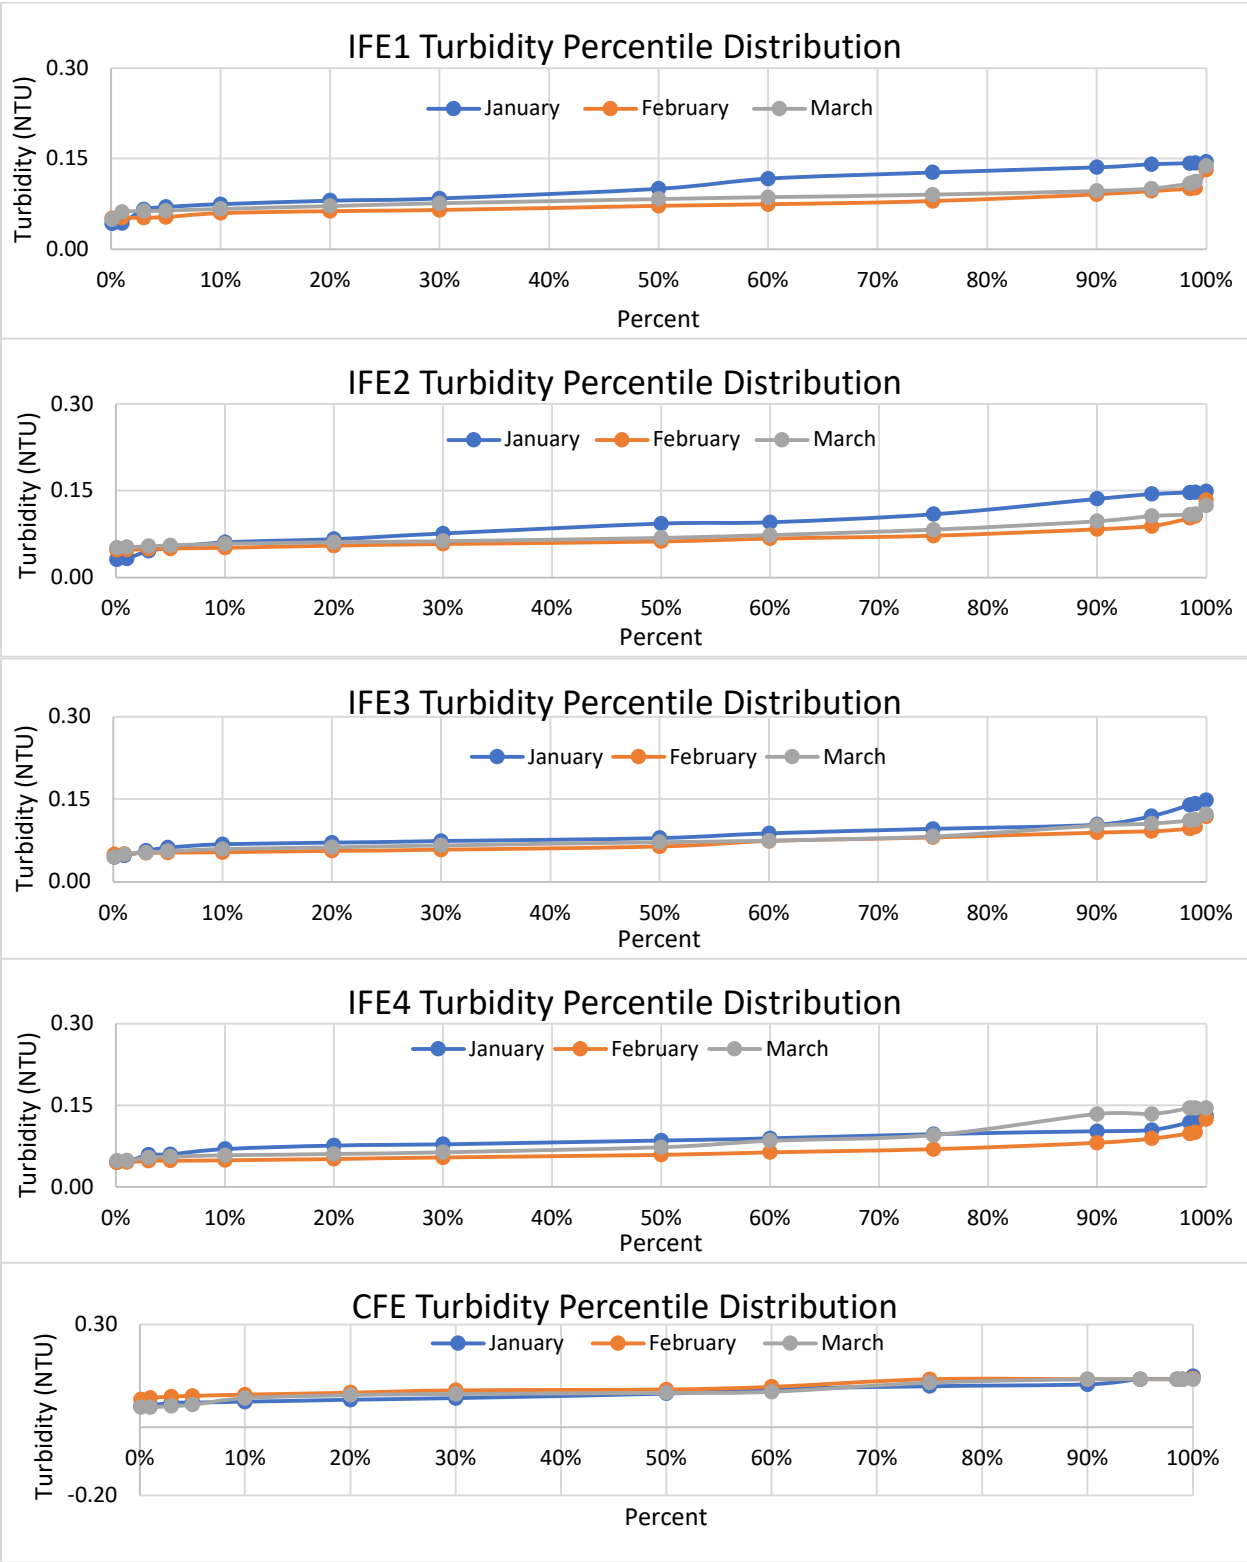 IFE1 Turbidity Percentile Distribution
0.30
January February March
0.15
0.00
Turbidity (NTU)
0% 10% 20% 30% 40% 50% 60% 70% 80% 90% 100%
Percent
IFE2 Turbidity Percentile Distribution
0.30
January February March
0.15
0.00
Turbidity (NTU)
0% 10% 20% 30% 40% 50% 60% 70% 80% 90% 100%
Percent
IFE3 Turbidity Percentile Distribution
0.30
January February March
0.15
0.00
Turbidity (NTU)
0% 10% 20% 30% 40% 50% 60% 70% 80% 90% 100%
Percent
IFE4 Turbidity Percentile Distribution
0.30
January February March
0.15
0.00
Turbidity (NTU)
0% 10% 20% 30% 40% 50% 60% 70% 80% 90% 100%
Percent
CFE Turbidity Percentile Distribution
0.30
January February March
Turbidity (NTU)
0% 10% 20% 30% 40% 50% 60% 70% 80% 90% 100%
-0.20
Percent